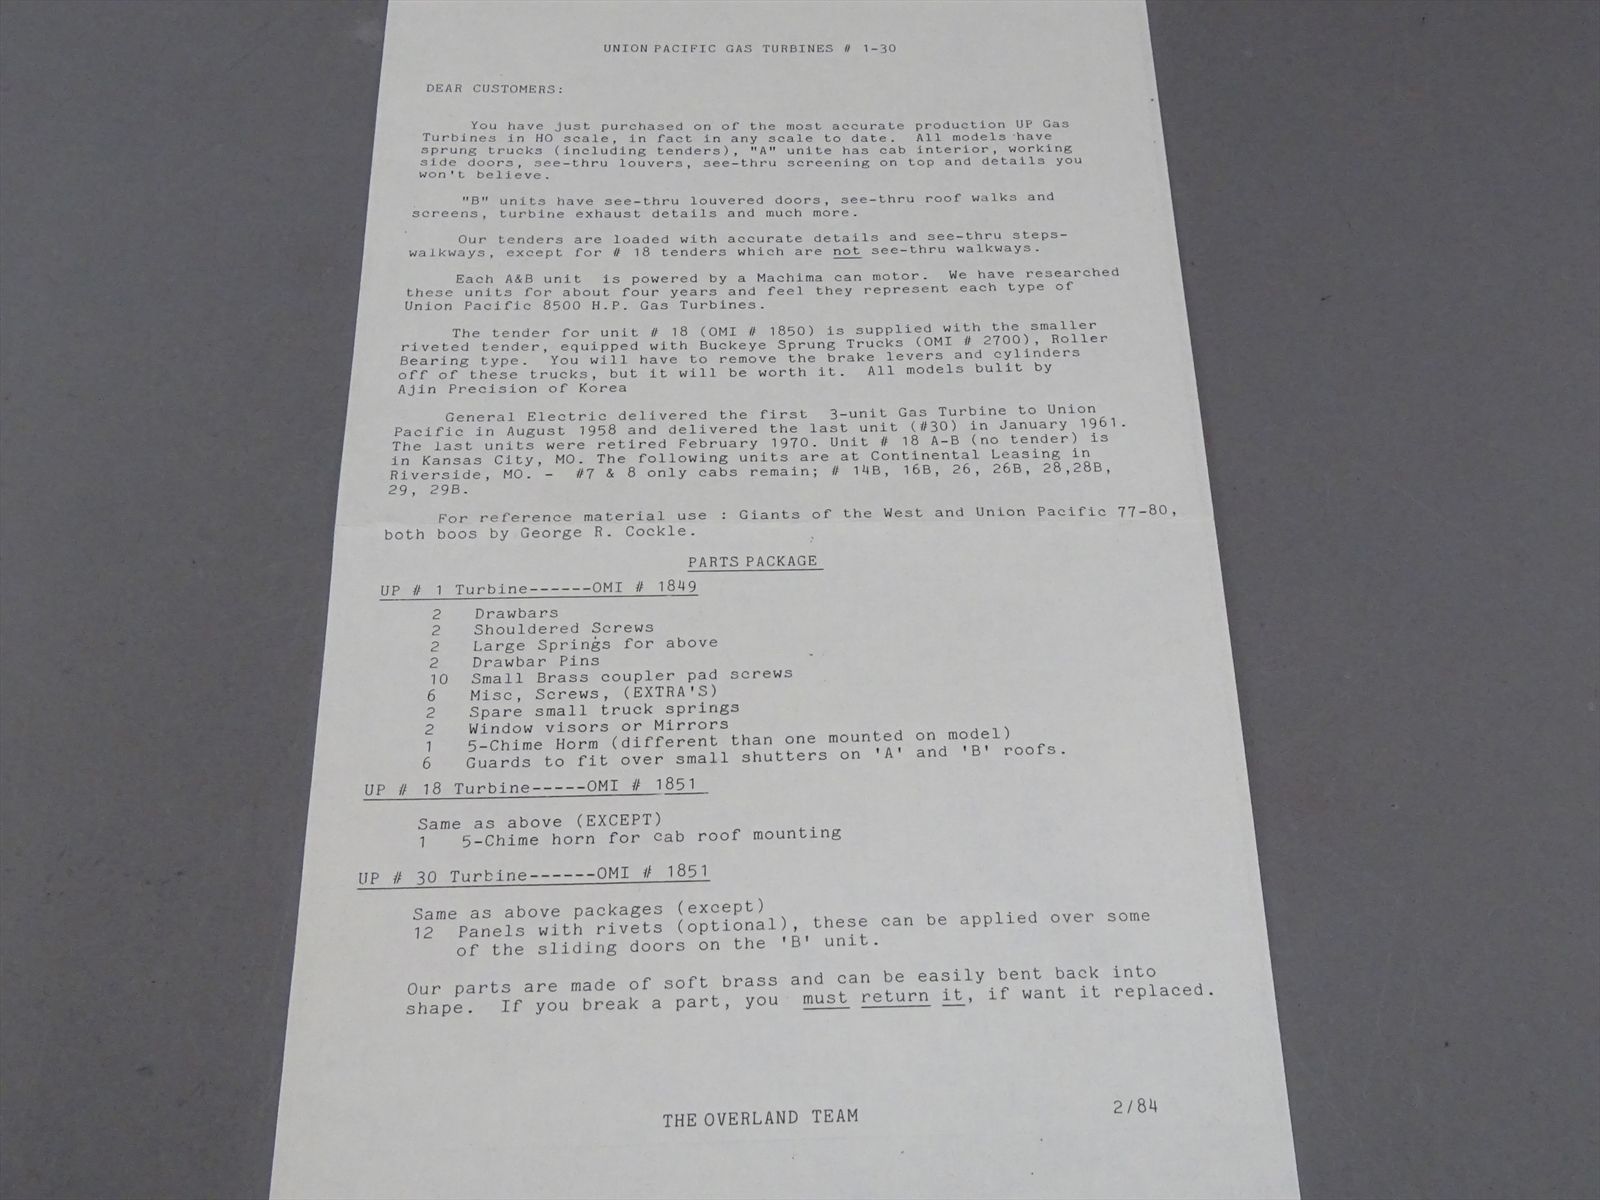 UNION PACIFIC GAS TURBINES # 1-30
DEAR CUSTOMERS:
You have just purchased on of the most accurate production UP Gas
Turbines in HO scale, in fact in any scale to date. All models have
sprung trucks (including tenders), "A" unite has cab interior, working
side doors, see-thru louvers, see-thru screening on top and details you
won't believe.
"B" units have see-thru louvered doors, see-thru roof walks and
screens, turbine exhaust details and much more.
Our tenders are loaded with accurate details and see-thru steps-
walkways, except for # 18 tenders which are not see-thru walkways.
Each A&B unit is powered by a Machima can motor. We have researched
these units for about four years and feel they represent each type of
Union Pacific 8500 H.P. Gas Turbines.
The tender for unit # 18 (OMI # 1850) is supplied with the smaller
riveted tender, equipped with Buckeye Sprung Trucks (OMI # 2700), Roller
Bearing type. You will have to remove the brake levers and cylinders
off of these trucks, but it will be worth it. All models bulit by
Ajin Precision of Korea
General Electric delivered the first 3-unit Gas Turbine to Union
Pacific in August 1958 and delivered the last unit (#30) in January 1961.
The last units were retired February 1970. Unit # 18 A-B (no tender) is
in Kansas City, MO. The following units are at Continental Leasing in
Riverside, MO. - #7 & 8 only cabs remain; # 14B, 16B, 26, 26B, 28,28B,
29, 29B.
For reference material use : Giants of the West and Union Pacific 77-80,
both boos by George R. Cockle.
PARTS PACKAGE
UP # 1 Turbine------OMI # 1849
2 Drawbars
2 Shouldered Screws
2 Large Springs for above
2 Drawbar Pins
10 Small Brass coupler pad screws
6 Misc, Screws, (EXTRA'S)
2 Spare small truck springs
2 Window visors or Mirrors
1 5-Chime Horm (different than one mounted on model)
6 Guards to fit over small shutters on 'A' and 'B' roofs.
UP # 18 Turbine-----OMI # 1851
Same as above (EXCEPT)
1 5-Chime horn for cab roof mounting
UP # 30 Turbine------OMI # 1851
Same as above packages (except)
12 Panels with rivets (optional), these can be applied over some
of the sliding doors on the 'B' unit.
Our parts are made of soft brass and can be easily bent back into
shape. If you break a part, you must return it, if want it replaced.
THE OVERLAND TEAM
2/84